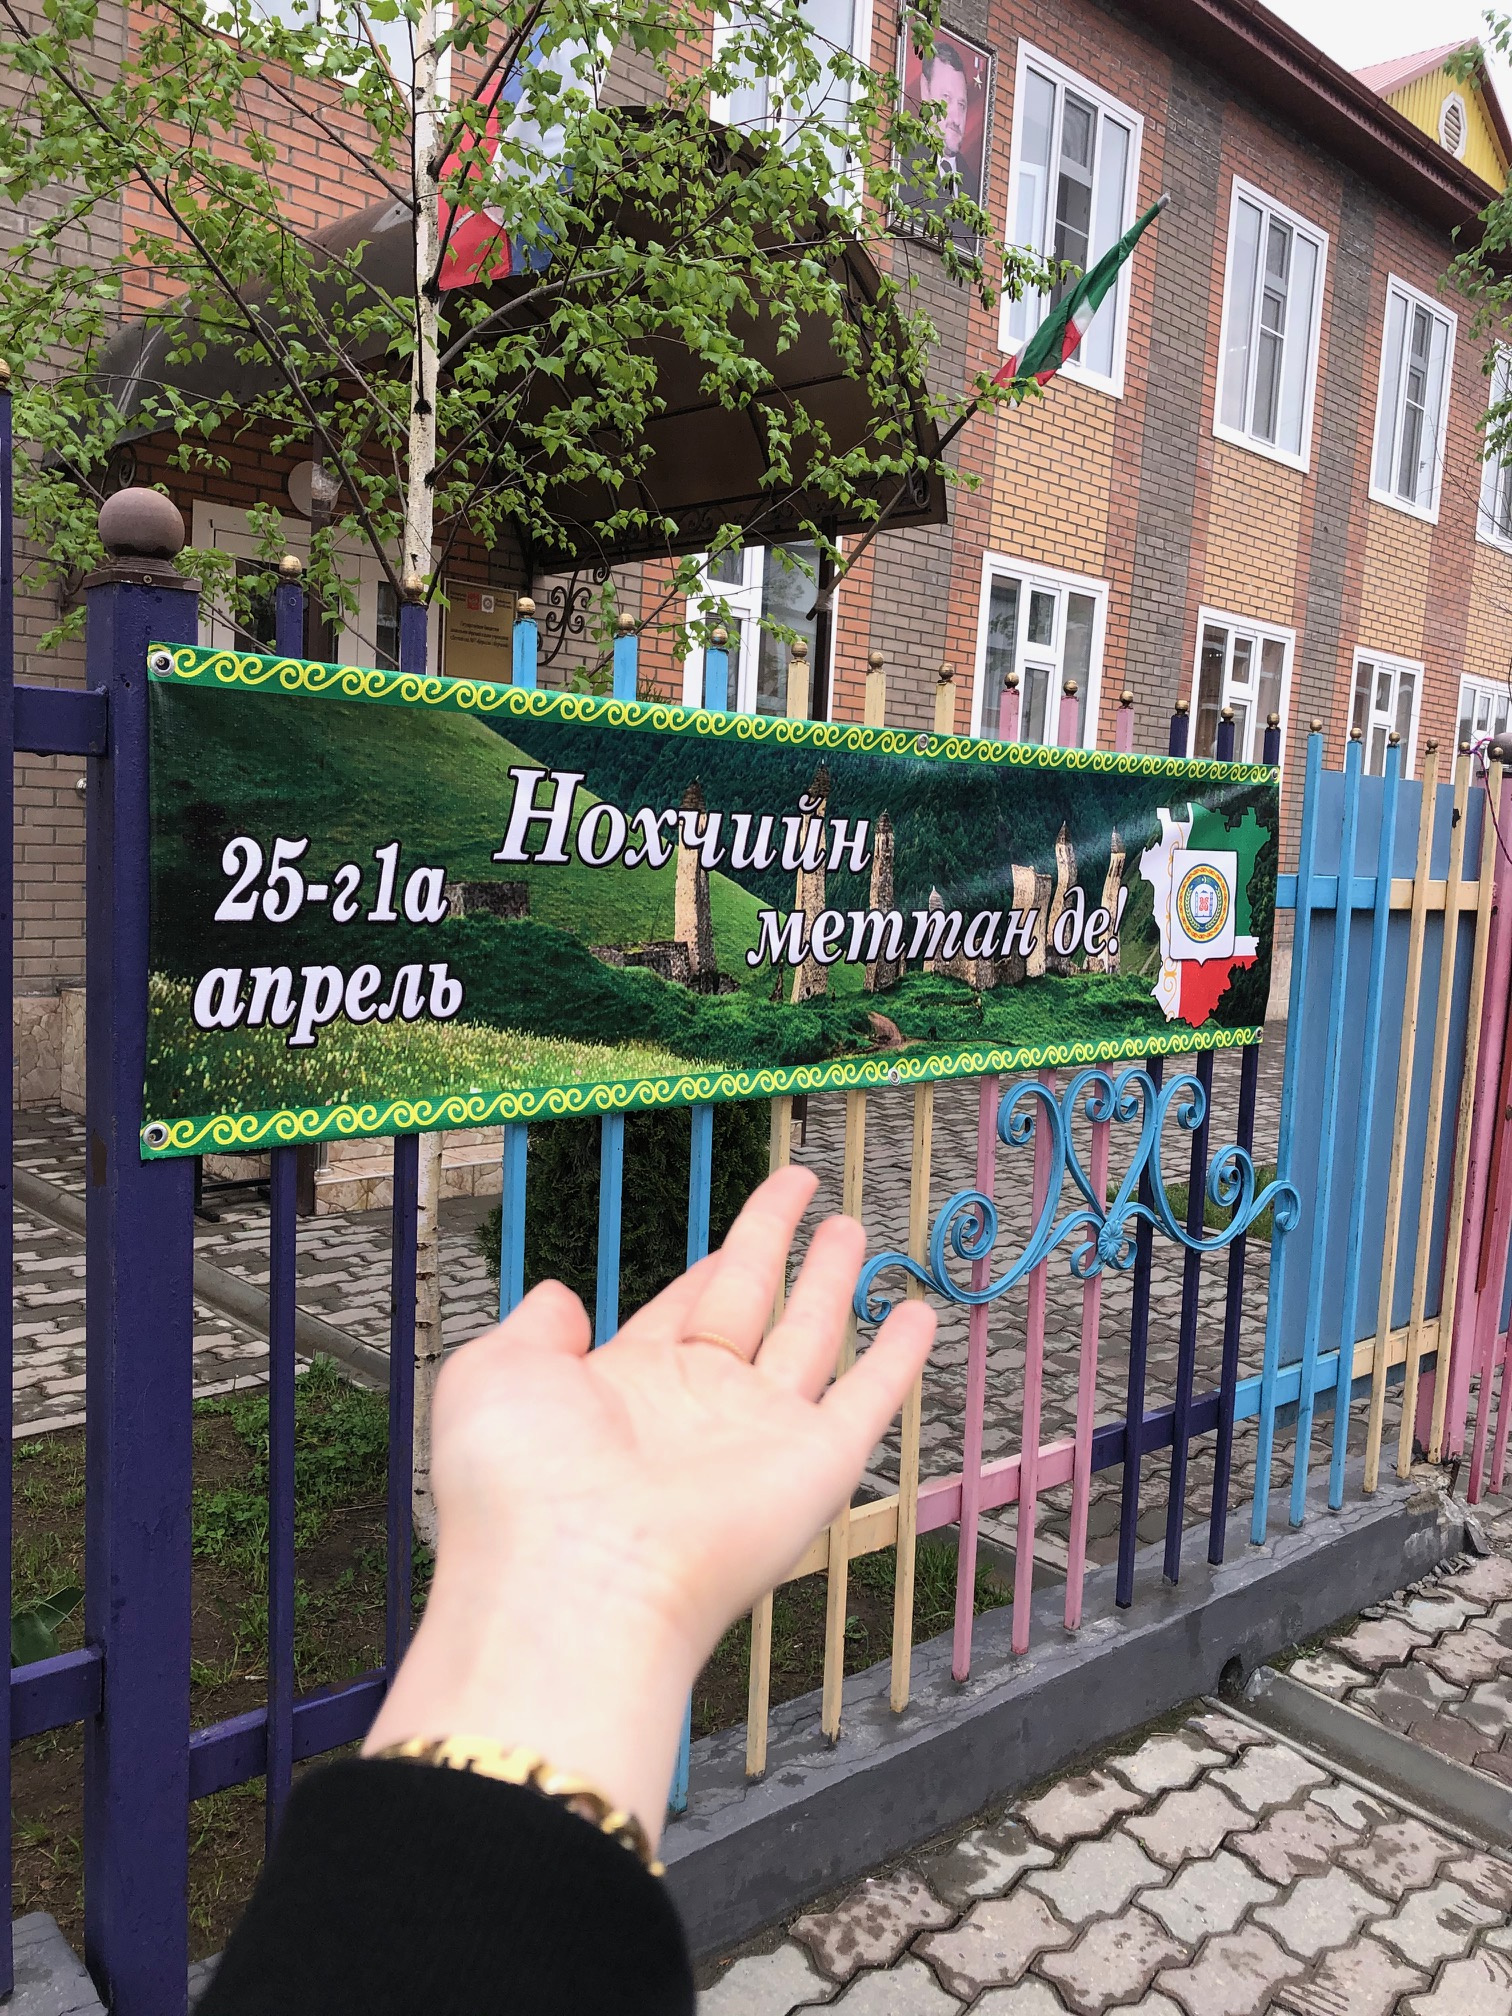 25-г1а
апрель
Нохчийн
меттан де!